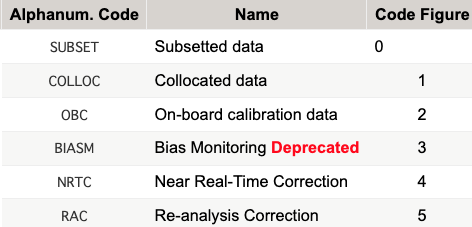 Alphanum. Code Name Code Figure
SUBSET Subsetted data 0
COLLOC Collocated data 1
OBC On-board calibration data 2
BIASM Bias Monitoring Deprecated 3
NRTC Near Real-Time Correction 4
RAC Re-analysis Correction 5